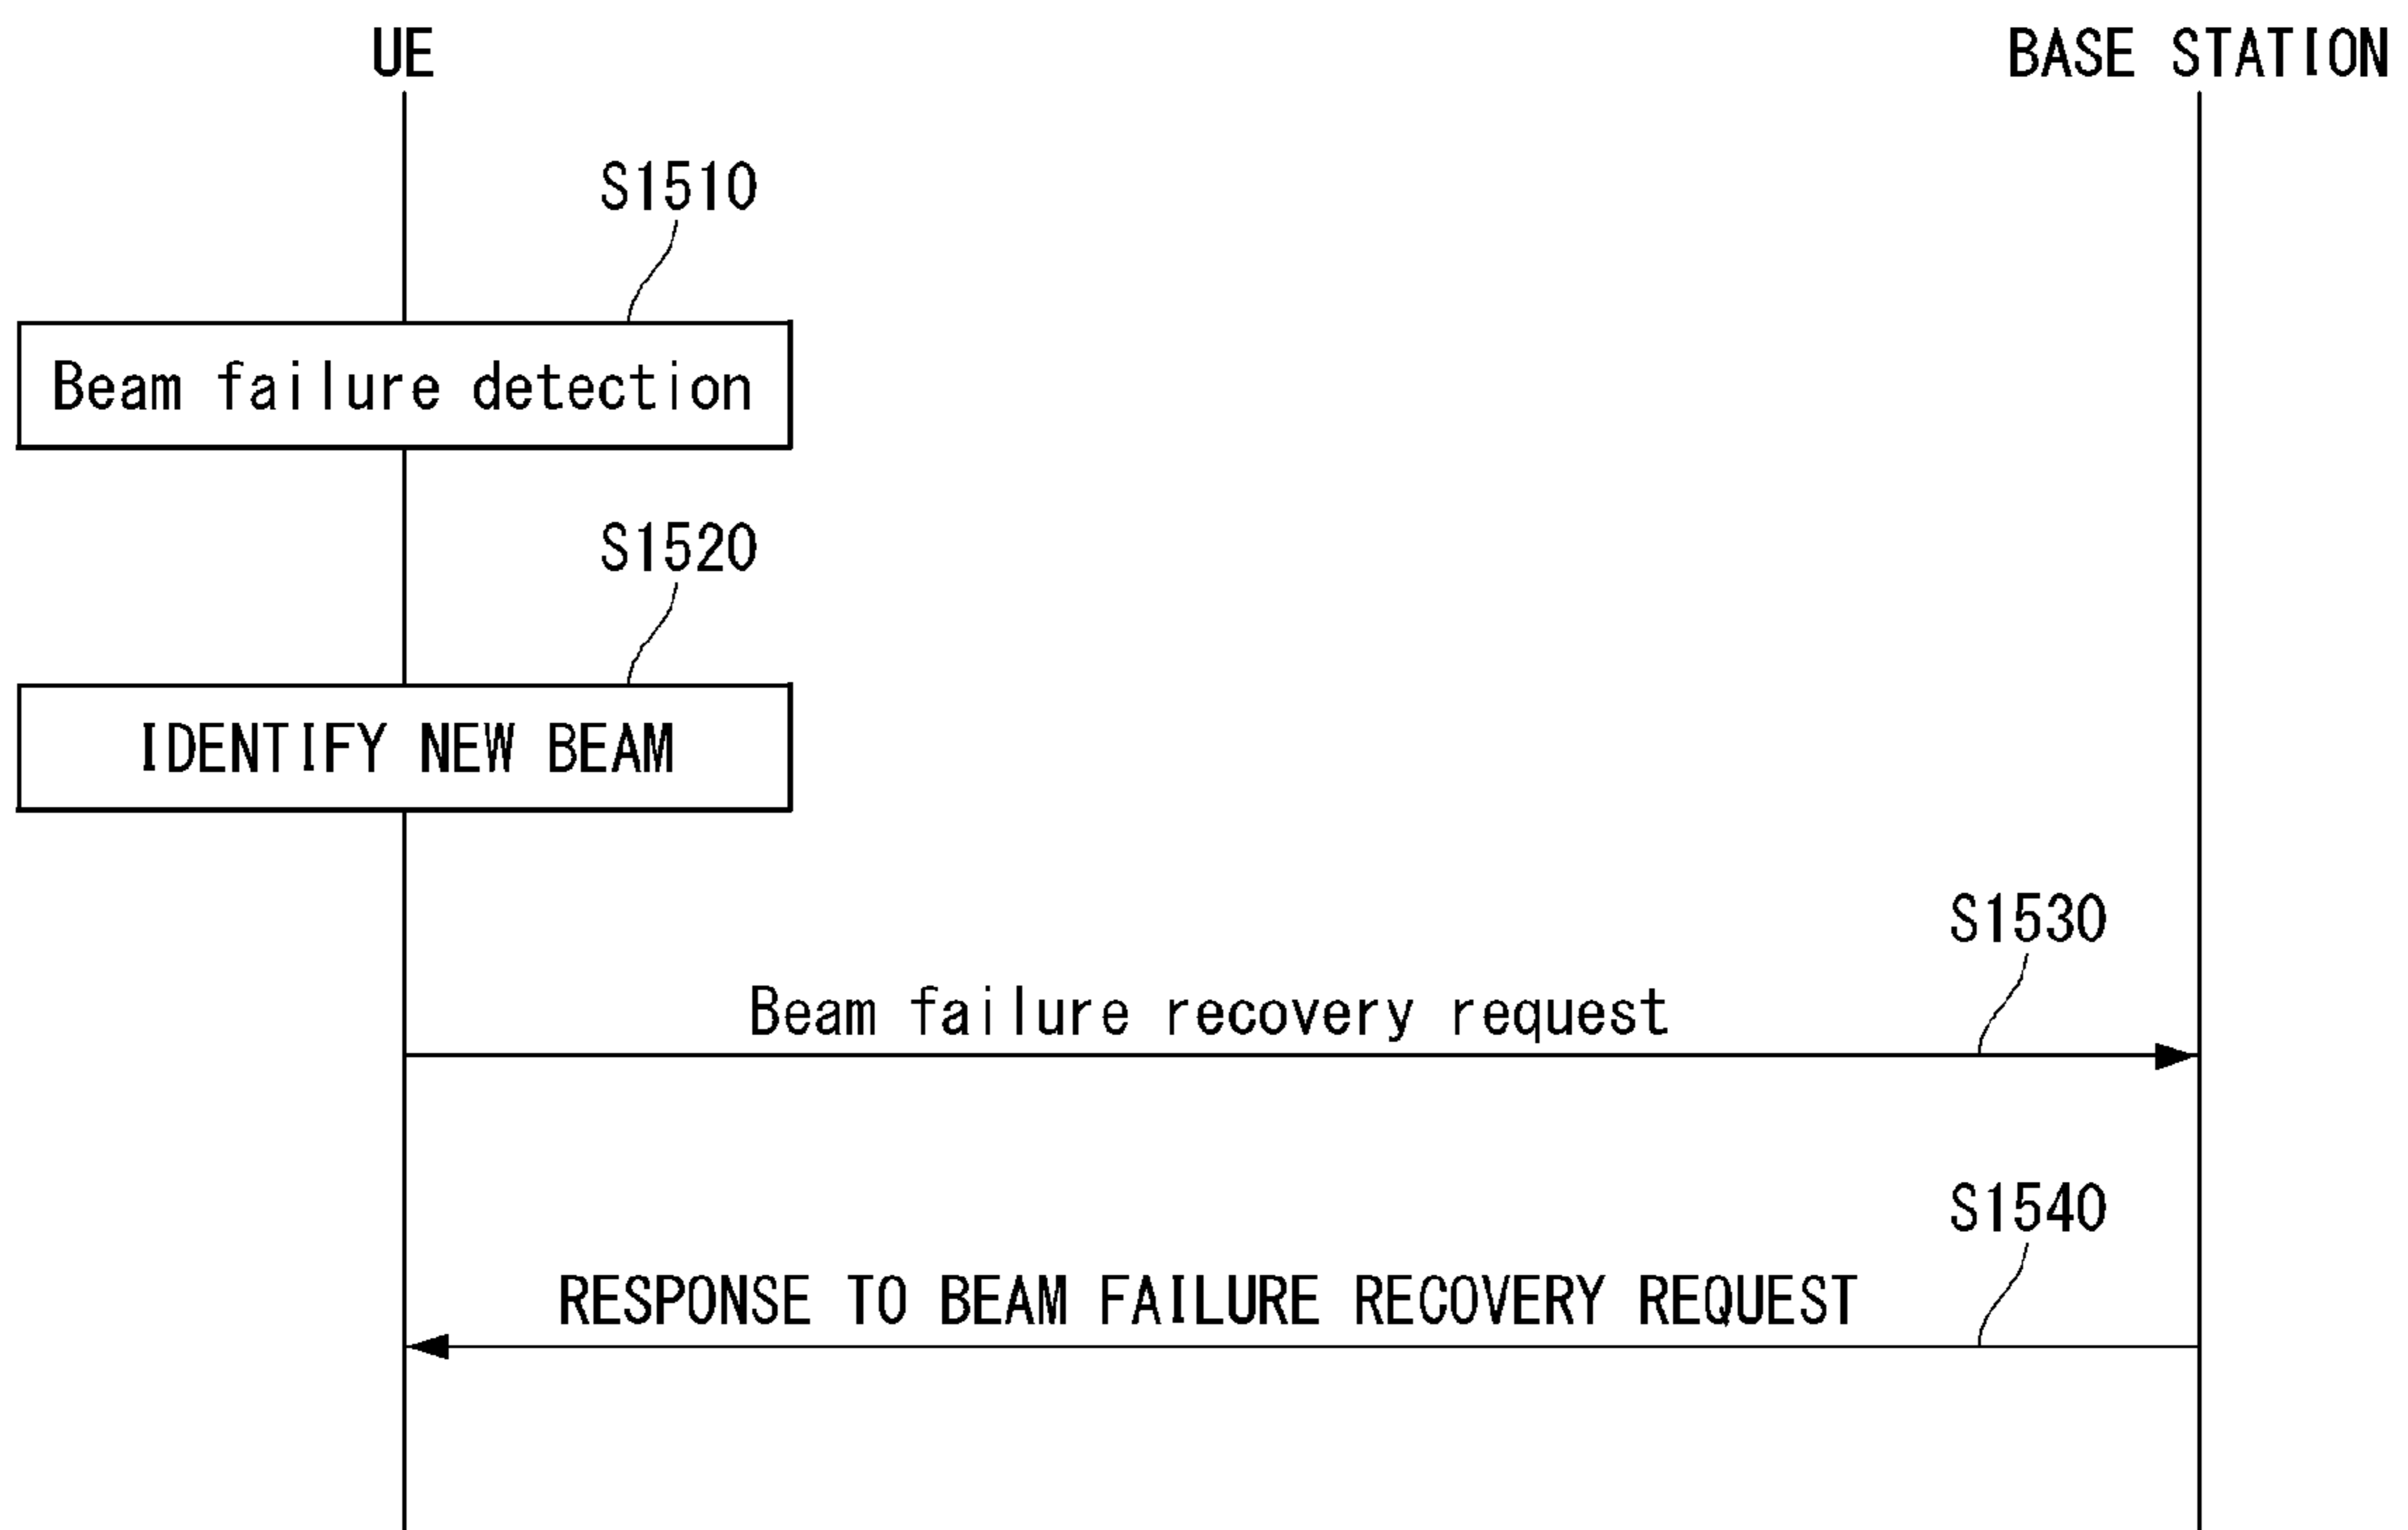 UE
BASE STATION
S1510
Beam failure detection
S1520
IDENTIFY NEW BEAM
S1530
Beam failure recovery request
S1540
RESPONSE TO BEAM FAILURE RECOVERY REQUEST